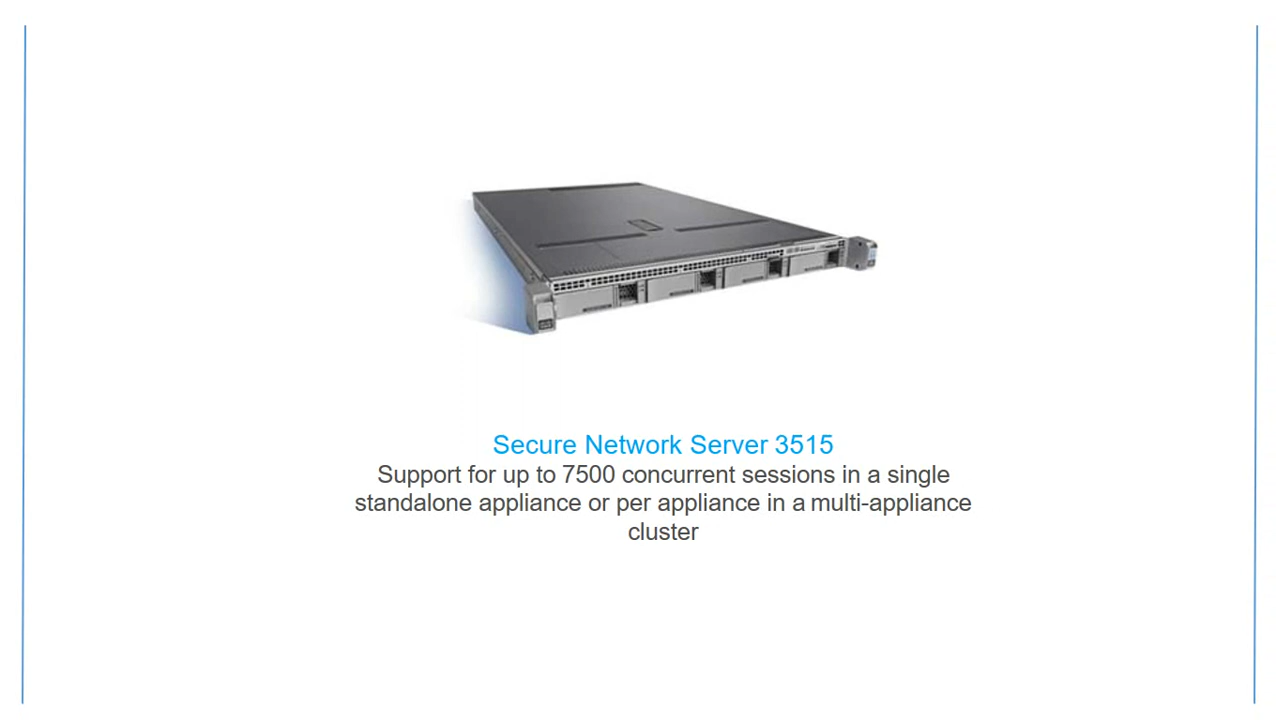 Secure Network Server 3515
Support for up to 7500 concurrent sessions in a single
standalone appliance or per appliance in a multi-appliance
cluster